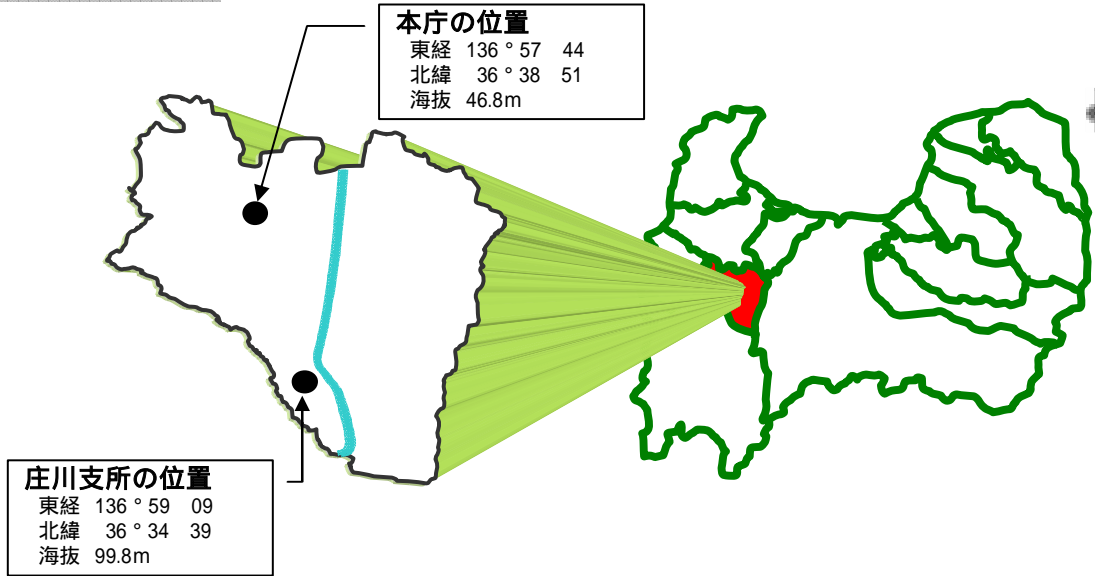 本庁の位置
東経 136 ° 57 44
北緯 36 ° 38 51
海抜 46.8m
庄川支所の位置
東経 136 ° 59 09
北緯 36 ° 34 39
海抜 99.8m